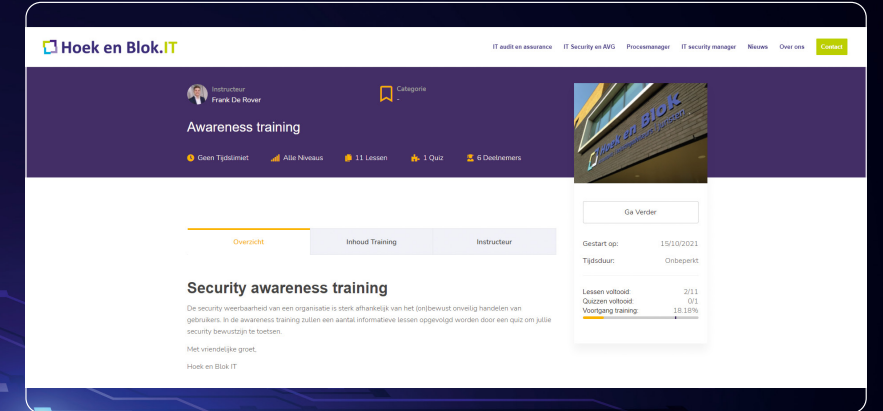 Hoek en Blok.IT
IT audit en assurance IT Security en AVG Procesmanager IT security manager Nieuws Over ons Contact
Instructeur
Frank De Rover
Categorie
-
Awareness training
Geen Tijdslimiet Alle Niveaus 11 Lessen 1 Quiz 6 Deelnemers
Hoek en Blok
Ga Verder
Gestart op: 15/10/2021
Tijdsduur: Onbeperkt
Lessen voltooid: 2/11
Quizzen voltooid: 0/1
Voortgang training: 18,18%
Overzicht Inhoud Training Instructeur
Security awareness training
De security weerbaarheid van een organisatie is sterk afhankelijk van het (on)bewust onveilig handelen van
gebruikers. In de awareness training zullen een aantal informatieve lessen opgevolgd worden door een quiz om jullie
security bewustzijn te toetsen.
Met vriendelijke groet,
Hoek en Blok IT